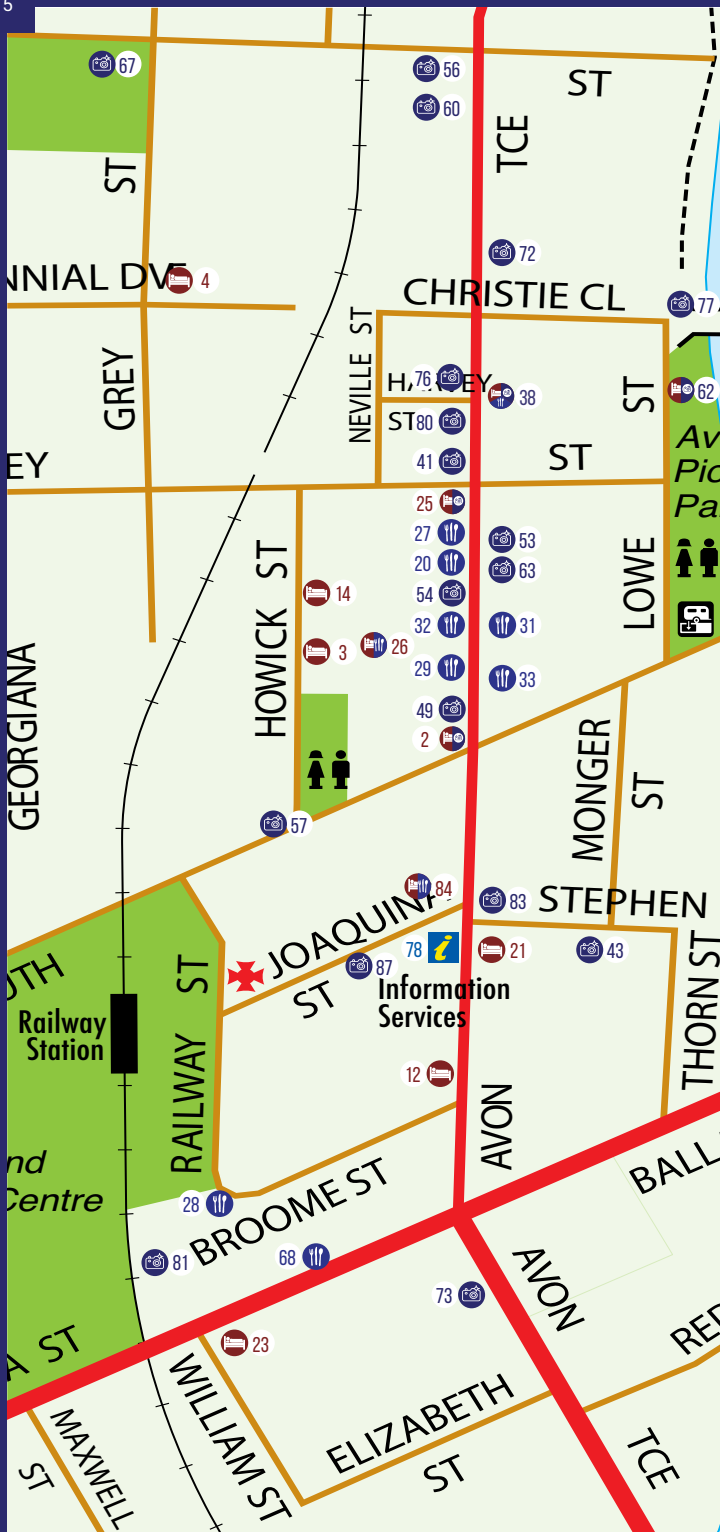 5
67
56
ST
60
TCE
ST
72
NNIAL DVE
4
CHRISTIE CL
77
NEVILLE ST
GREY
76
HARVEY
38
ST
62
ST
80
Av
EY
41
ST
Pic
25
Pa
27
53
20
63
HOWICK ST
14
54
LOWE
32
31
3
26
29
33
GEORGIANA
49
2
MONGER
ST
57
84
83
STEPHEN
JOAQUINA
78
21
43
UTH
ST
87
ST
Information
Services
THORN ST
Railway
Station
RAILWAY
12
AVON
nd
Centre
BALL
28
BROOME ST
81
68
AVON
73
A ST
23
REE
WILLIAM ST
ELIZABETH
ST
MAXWELL
ST
TCE